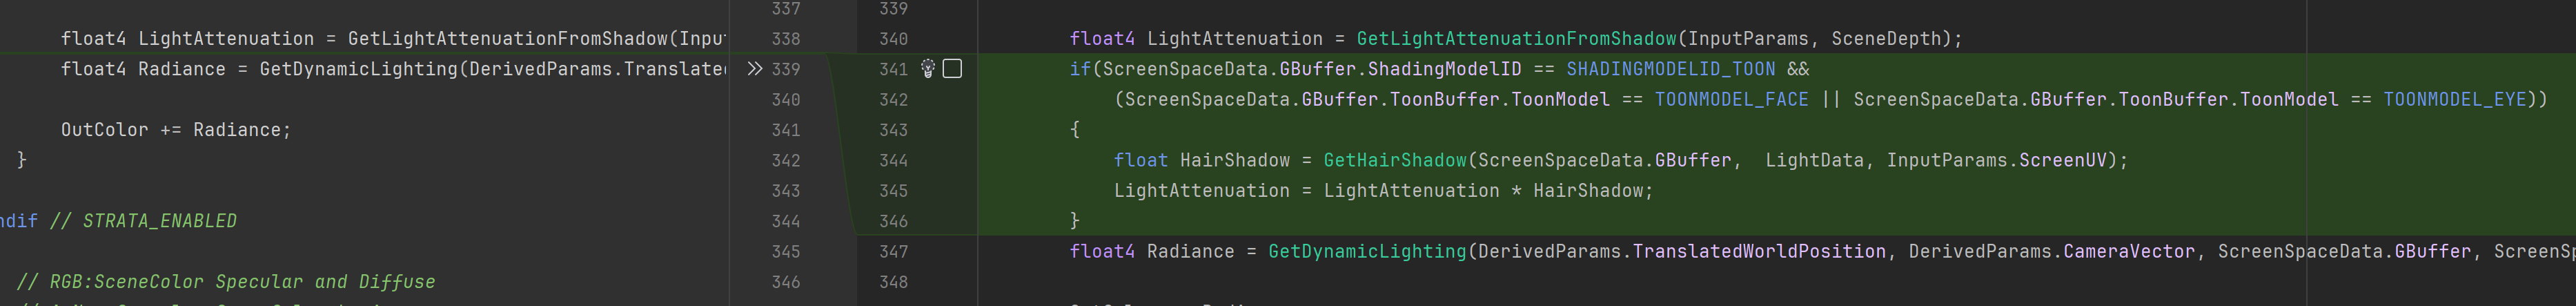 337
float4 LightAttenuation = GetLightAttenuationFromShadow(Inpu
338
float4 Radiance = GetDynamicLighting(DerivedParams.Translate
339
340
OutColor += Radiance;
341
}
342
343
ndif // STRATA_ENABLED
344
345
// RGB:SceneColor Specular and Diffuse
346
339
340 float4 LightAttenuation = GetLightAttenuationFromShadow(InputParams, SceneDepth);
341 if(ScreenSpaceData.GBuffer.ShadingModelID == SHADINGMODELID_TOON &&
342 (ScreenSpaceData.GBuffer.ToonBuffer.ToonModel == TOONMODEL_FACE || ScreenSpaceData.GBuffer.ToonBuffer.ToonModel == TOONMODEL_EYE))
343 {
344 float HairShadow = GetHairShadow(ScreenSpaceData.GBuffer,  LightData, InputParams.ScreenUV);
345 LightAttenuation = LightAttenuation * HairShadow;
346 }
347 float4 Radiance = GetDynamicLighting(DerivedParams.TranslatedWorldPosition, DerivedParams.CameraVector, ScreenSpaceData.GBuffer, ScreenSp
348